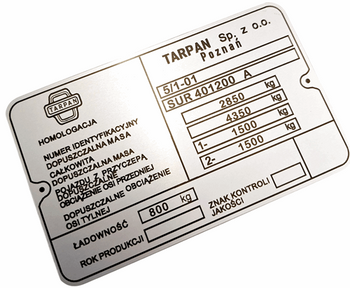 TARPAN
TARPAN Sp. z o.o.
Poznań
HOMOLOGACJA
5/1-01
NUMER IDENTYFIKACYJNY
SUR 401200 A
DOPUSZCZALNA MASA
CAŁKOWITA
2850 kg
DOPUSZCZALNA MASA
POJAZDU Z PRZYCZEPĄ
4350 kg
DOPUSZCZALNE
OBCIĄŻENIE OSI PRZEDNIEJ
1- 1500 kg
DOPUSZCZALNE OBCIĄŻENIE
OSI TYLNEJ
2- 1500 kg
ŁADOWNOŚĆ 800 kg
ZNAK KONTROLI
JAKOŚCI
ROK PRODUKCJI